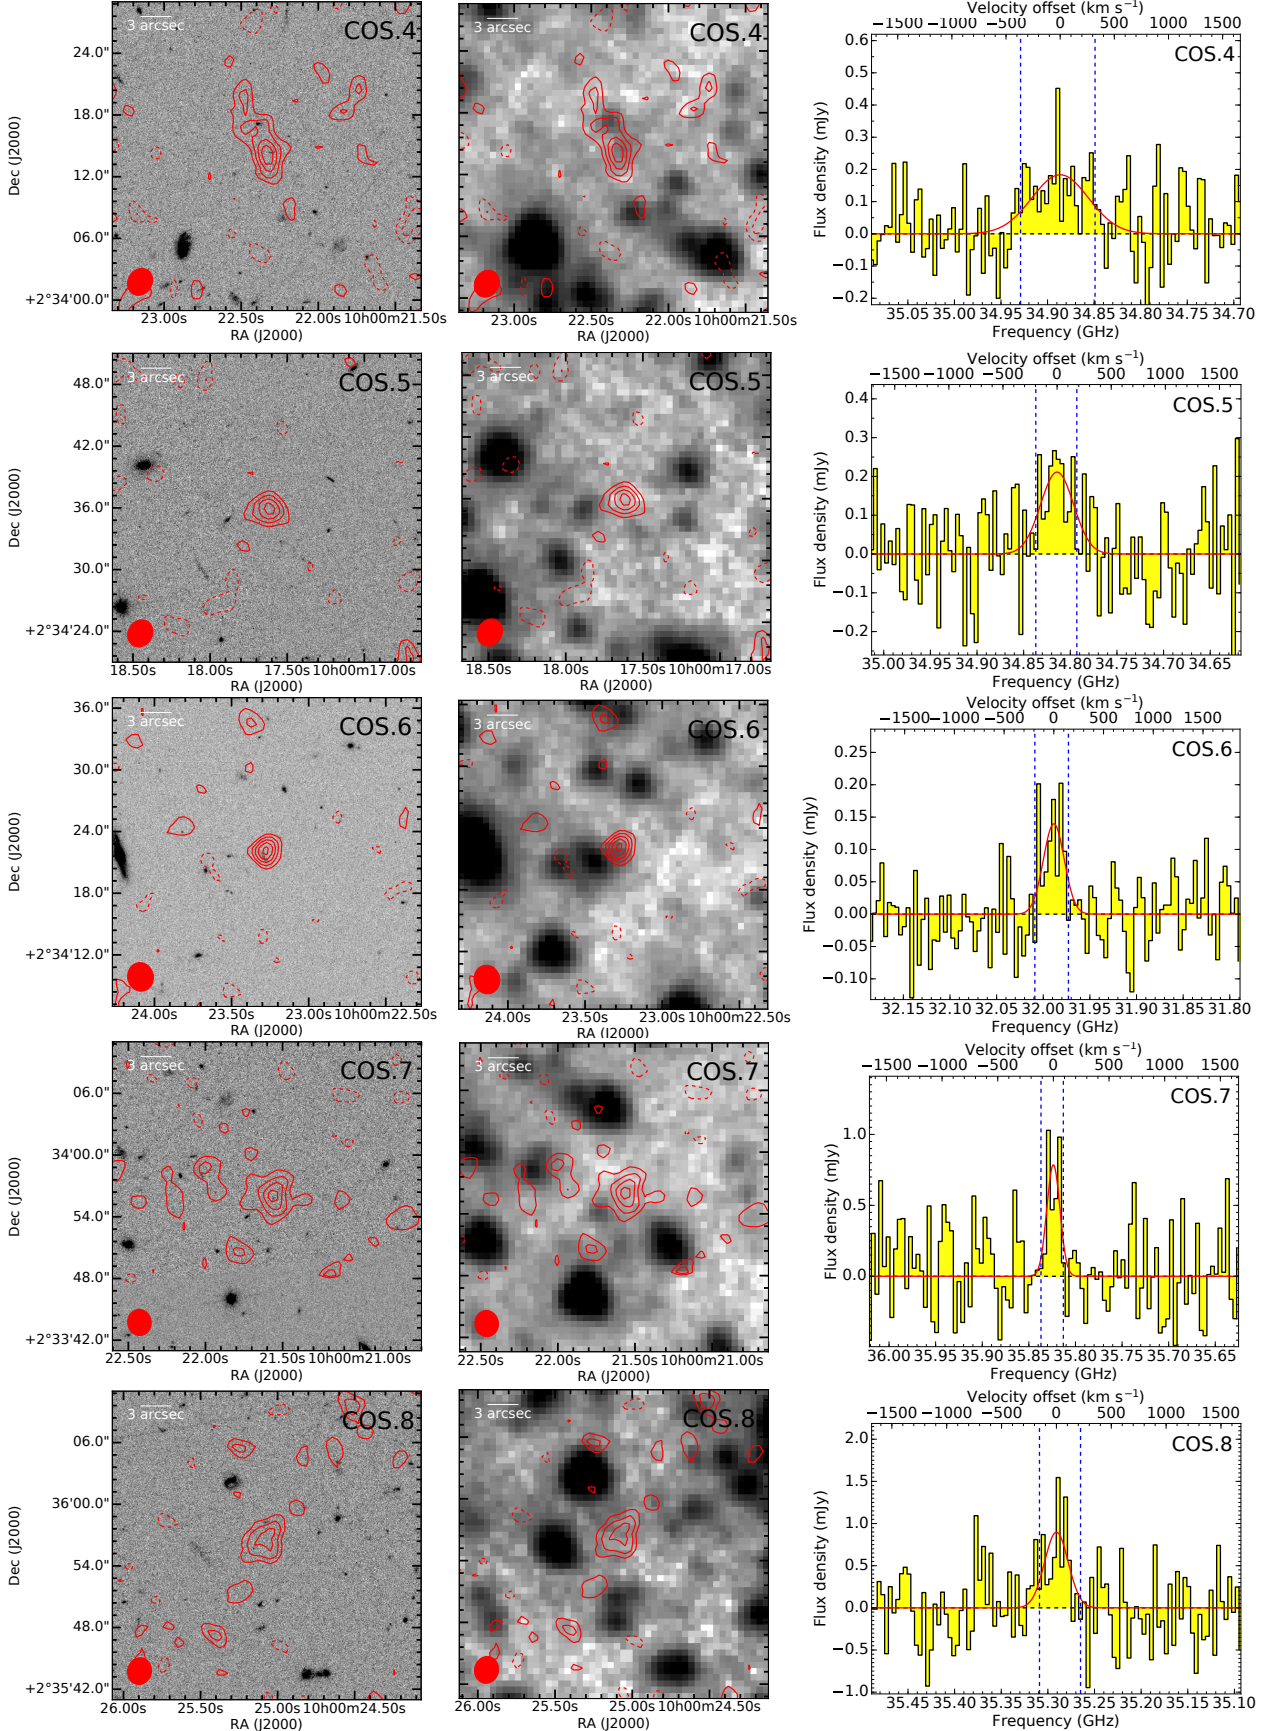 3 arcsec
COS.4
24.0"
18.0"
12.0"
06.0"
+2°34'00.0"
Dec (J2000)
23.00s 22.50s 22.00s 10h00m21.50s
RA (J2000)
3 arcsec
COS.4
23.00s 22.50s 22.00s 10h00m21.50s
RA (J2000)
Velocity offset (km s⁻¹)
−1500 −1000 −500 0 500 1000 1500
COS.4
0.6
0.5
0.4
0.3
0.2
0.1
0.0
−0.1
−0.2
Flux density (mJy)
35.05 35.00 34.95 34.90 34.85 34.80 34.75 34.70
Frequency (GHz)
3 arcsec
COS.5
48.0"
42.0"
36.0"
30.0"
+2°34'24.0"
Dec (J2000)
18.50s 18.00s 17.50s 10h00m17.00s
RA (J2000)
3 arcsec
COS.5
18.50s 18.00s 17.50s 10h00m17.00s
RA (J2000)
Velocity offset (km s⁻¹)
−1500 −1000 −500 0 500 1000 1500
COS.5
0.4
0.3
0.2
0.1
0.0
−0.1
−0.2
Flux density (mJy)
35.00 34.95 34.90 34.85 34.80 34.75 34.70 34.65
Frequency (GHz)
3 arcsec
COS.6
36.0"
30.0"
24.0"
18.0"
+2°34'12.0"
Dec (J2000)
24.00s 23.50s 23.00s 10h00m22.50s
RA (J2000)
3 arcsec
COS.6
24.00s 23.50s 23.00s 10h00m22.50s
RA (J2000)
Velocity offset (km s⁻¹)
−1500 −1000 −500 0 500 1000 1500
COS.6
0.25
0.20
0.15
0.10
0.05
0.00
−0.05
−0.10
Flux density (mJy)
32.15 32.10 32.05 32.00 31.95 31.90 31.85 31.80
Frequency (GHz)
3 arcsec
COS.7
06.0"
34'00.0"
54.0"
48.0"
+2°33'42.0"
Dec (J2000)
22.50s 22.00s 21.50s 10h00m21.00s
RA (J2000)
3 arcsec
COS.7
22.50s 22.00s 21.50s 10h00m21.00s
RA (J2000)
Velocity offset (km s⁻¹)
−1500 −1000 −500 0 500 1000 1500
COS.7
1.0
0.5
0.0
Flux density (mJy)
36.00 35.95 35.90 35.85 35.80 35.75 35.70 35.65
Frequency (GHz)
3 arcsec
COS.8
06.0"
36'00.0"
54.0"
48.0"
+2°35'42.0"
Dec (J2000)
26.00s 25.50s 25.00s 10h00m24.50s
RA (J2000)
3 arcsec
COS.8
26.00s 25.50s 25.00s 10h00m24.50s
RA (J2000)
Velocity offset (km s⁻¹)
−1500 −1000 −500 0 500 1000 1500
COS.8
2.0
1.5
1.0
0.5
0.0
−0.5
−1.0
Flux density (mJy)
35.45 35.40 35.35 35.30 35.25 35.20 35.15 35.10
Frequency (GHz)